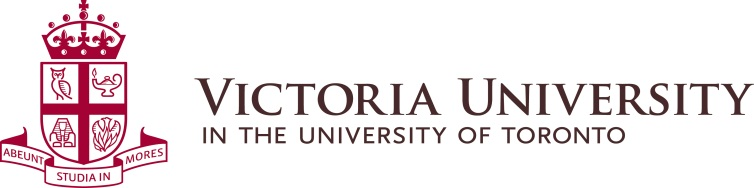 VICTORIA UNIVERSITY
IN THE UNIVERSITY OF TORONTO
ABEUNT STUDIA IN MORES